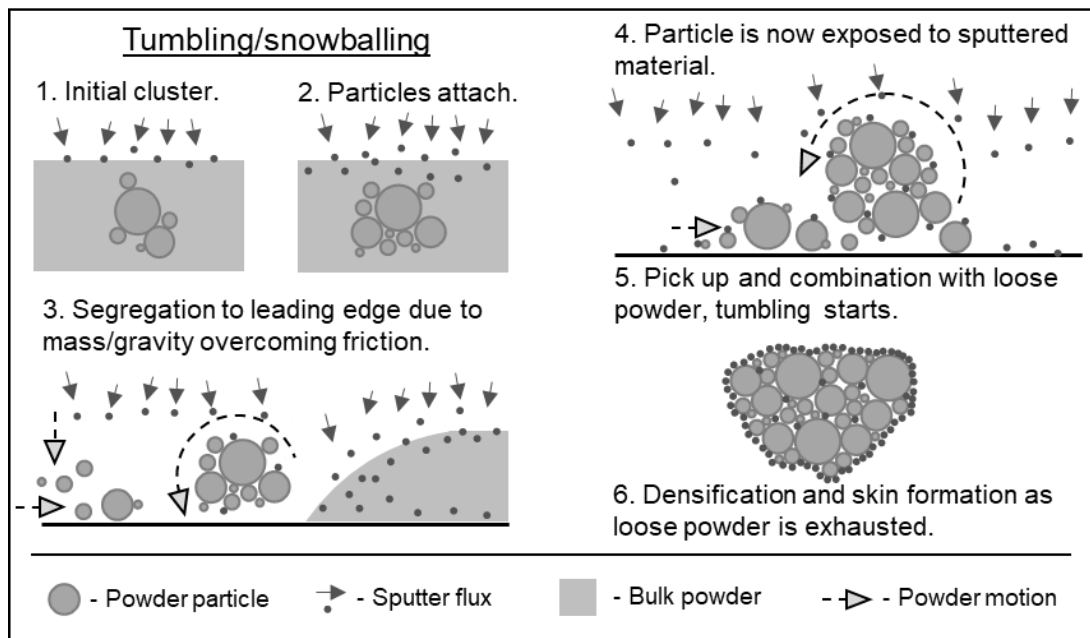 Tumbling/snowballing
1. Initial cluster.
2. Particles attach.
3. Segregation to leading edge due to
mass/gravity overcoming friction.
4. Particle is now exposed to sputtered
material.
5. Pick up and combination with loose
powder, tumbling starts.
6. Densification and skin formation as
loose powder is exhausted.
- Powder particle
- Sputter flux
- Bulk powder
- Powder motion